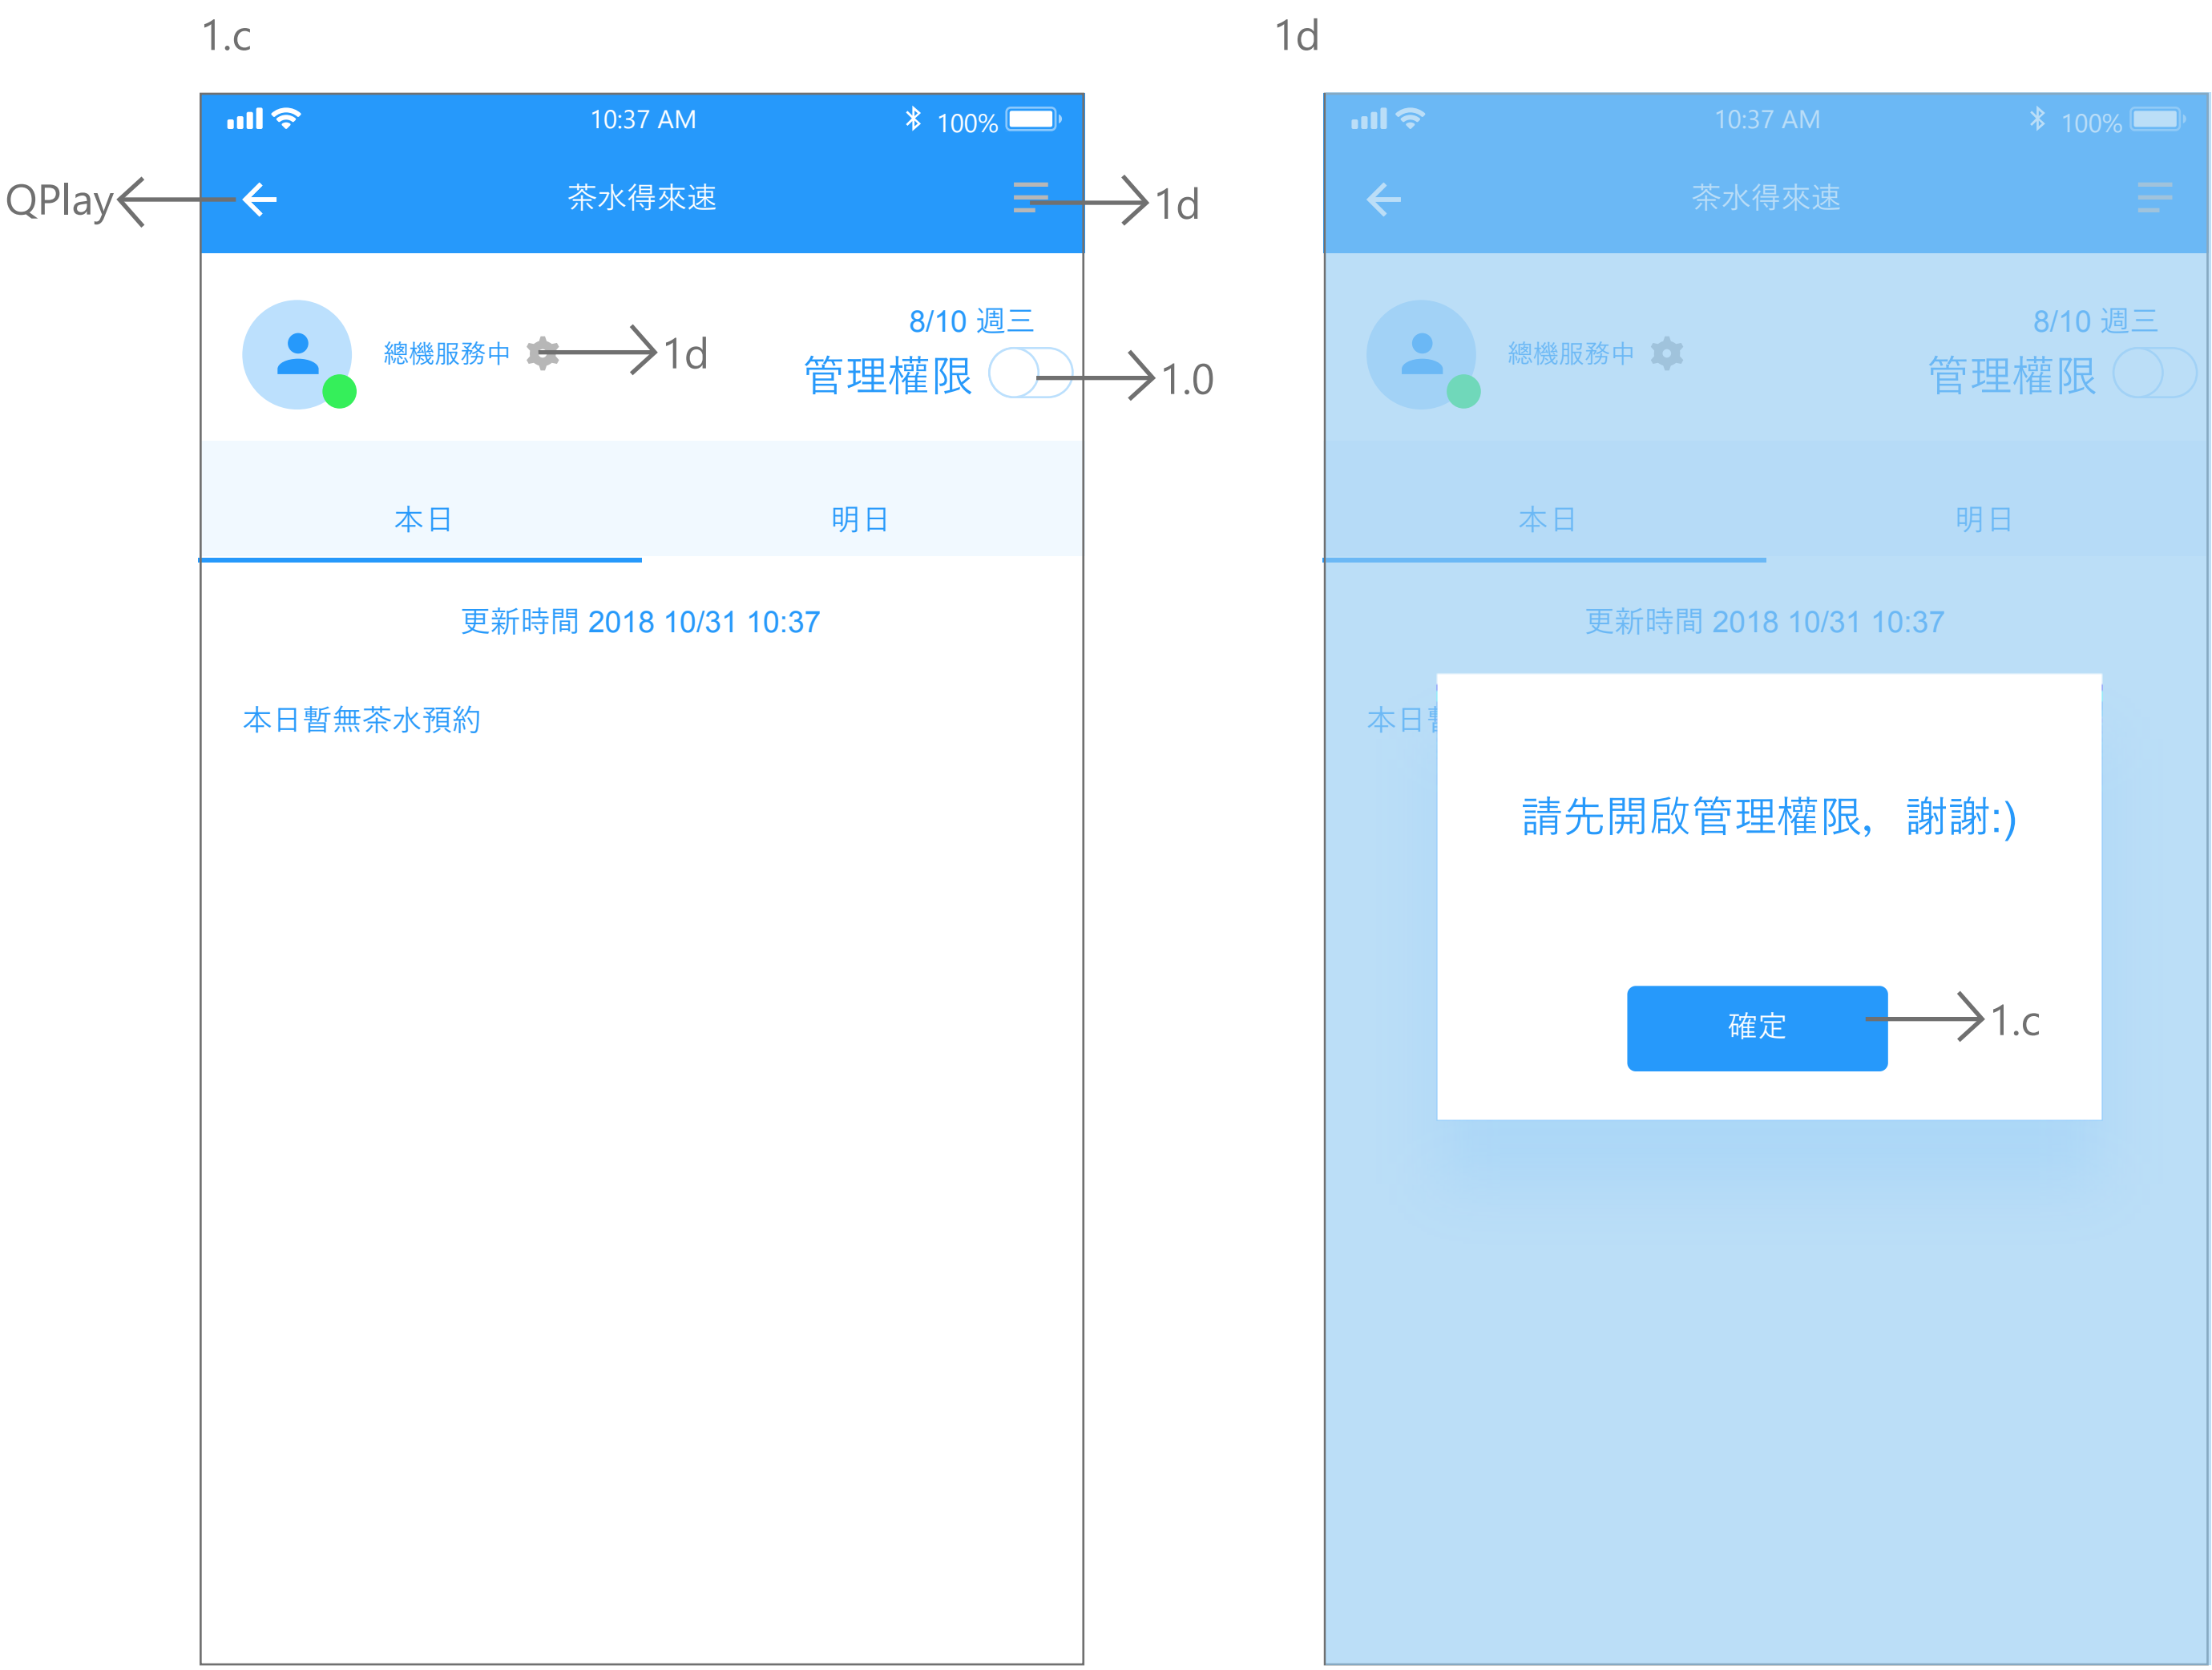 1.c
10:37 AM
100%
QPlay
茶水得來速
1d
8/10 週三
總機服務中
1d
管理權限
1.0
本日
明日
更新時間 2018 10/31 10:37
本日暫無茶水預約
1d
10:37 AM
100%
茶水得來速
8/10 週三
總機服務中
管理權限
本日
明日
更新時間 2018 10/31 10:37
本日
請先開啟管理權限，謝謝:)
確定
1.c